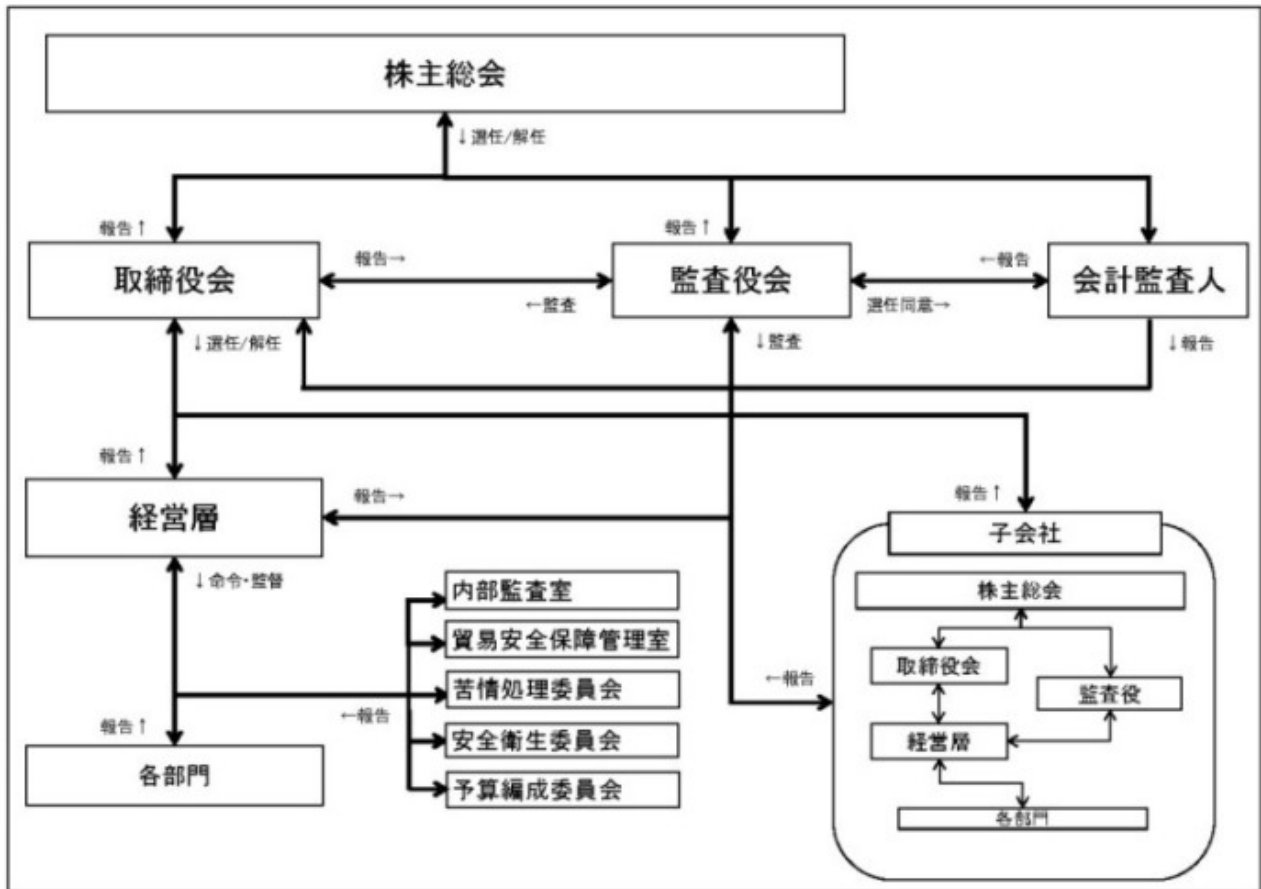 株主総会
↓選任/解任
報告↑
報告↑
取締役会
報告→
←監査
監査役会
←報告
選任同意→
会計監査人
↓選任/解任
↓監査
↓報告
報告↑
経営層
報告→
報告↑
子会社
↓命令・監督
内部監査室
貿易安全保障管理室
苦情処理委員会
安全衛生委員会
予算編成委員会
←報告
報告↑
各部門
←報告
株主総会
取締役会
監査役
経営層
各部門